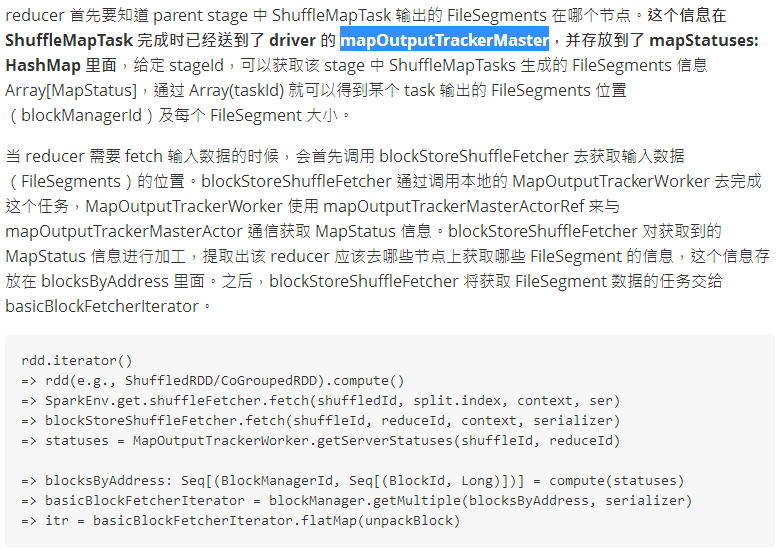 reducer 首先要知道 parent stage 中 ShuffleMapTask 输出的 FileSegments 在哪个节点。这个信息在
ShuffleMapTask 完成时已经送到了 driver 的 mapOutputTrackerMaster，并存放到了 mapStatuses:
HashMap 里面，给定 stageId，可以获取该 stage 中 ShuffleMapTasks 生成的 FileSegments 信息
Array[MapStatus]，通过 Array(taskId) 就可以得到某个 task 输出的 FileSegments 位置
（blockManagerId）及每个 FileSegment 大小。
当 reducer 需要 fetch 输入数据的时候，会首先调用 blockStoreShuffleFetcher 去获取输入数据
（FileSegments）的位置。blockStoreShuffleFetcher 通过调用本地的 MapOutputTrackerWorker 去完成
这个任务，MapOutputTrackerWorker 使用 mapOutputTrackerMasterActorRef 来与
mapOutputTrackerMasterActor 通信获取 MapStatus 信息。blockStoreShuffleFetcher 对获取到的
MapStatus 信息进行加工，提取出该 reducer 应该去哪些节点上获取哪些 FileSegment 的信息，这个信息存
放在 blocksByAddress 里面。之后，blockStoreShuffleFetcher 将获取 FileSegment 数据的任务交给
basicBlockFetcherIterator。
rdd.iterator()
=> rdd(e.g., ShuffledRDD/CoGroupedRDD).compute()
=> SparkEnv.get.shuffleFetcher.fetch(shuffledId, split.index, context, ser)
=> blockStoreShuffleFetcher.fetch(shuffleId, reduceId, context, serializer)
=> statuses = MapOutputTrackerWorker.getServerStatuses(shuffleId, reduceId)
=> blocksByAddress: Seq[(BlockManagerId, Seq[(BlockId, Long)])] = compute(statuses)
=> basicBlockFetcherIterator = blockManager.getMultiple(blocksByAddress, serializer)
=> itr = basicBlockFetcherIterator.flatMap(unpackBlock)